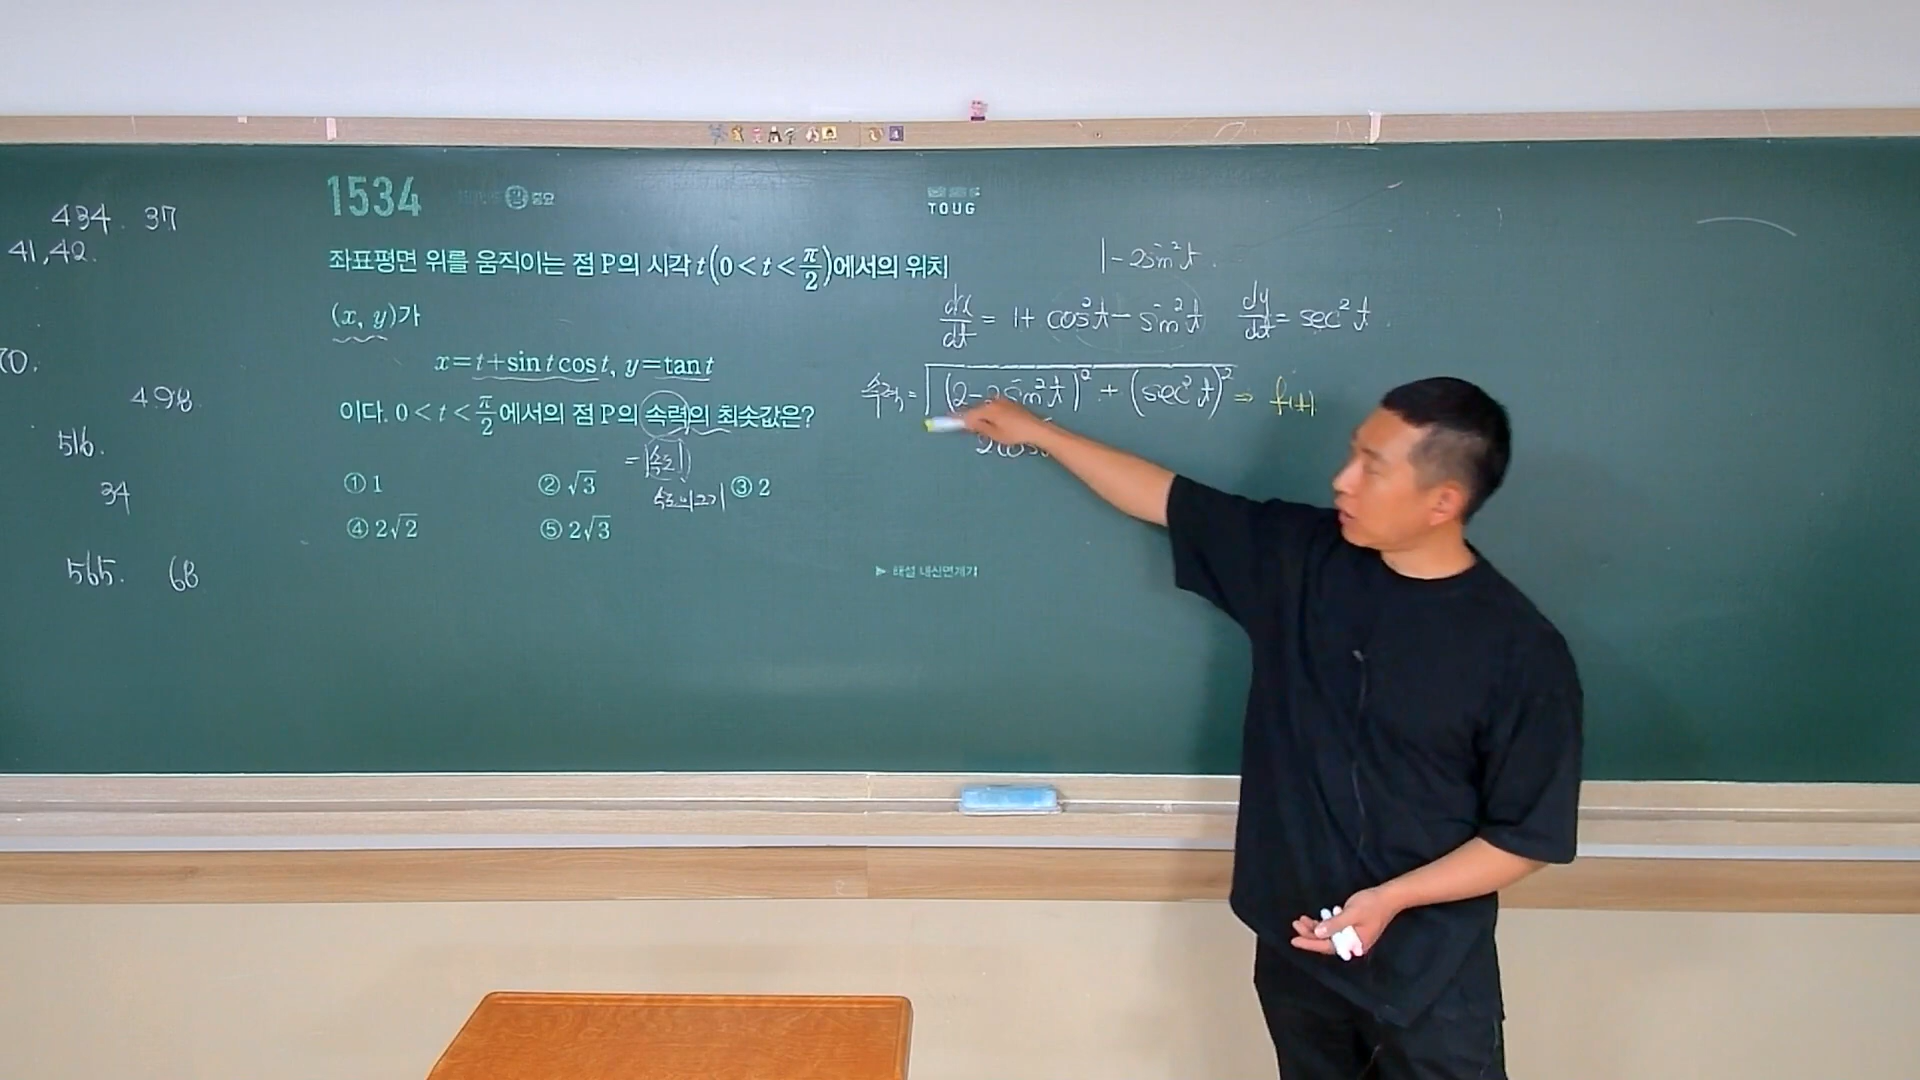 434. 37
41,42.
70.
498.
516.
34
565. 68
1534
중요
TOUG
좌표평면 위를 움직이는 점 P의 시각 t(0<t<π/2)에서의 위치
(x, y)가
x=t+sin t cos t, y=tan t
이다. 0<t<π/2에서의 점 P의 속력의 최솟값은?
=|속도|
속도의크기
① 1 ② √3 ③ 2
④ 2√2 ⑤ 2√3
1-2sin²t
dx/dt = 1+ cos²t - sin²t dy/dt = sec²t
속력 = √(2-2sin²t)² + (sec²t)² ⇒ f(t)
2cos